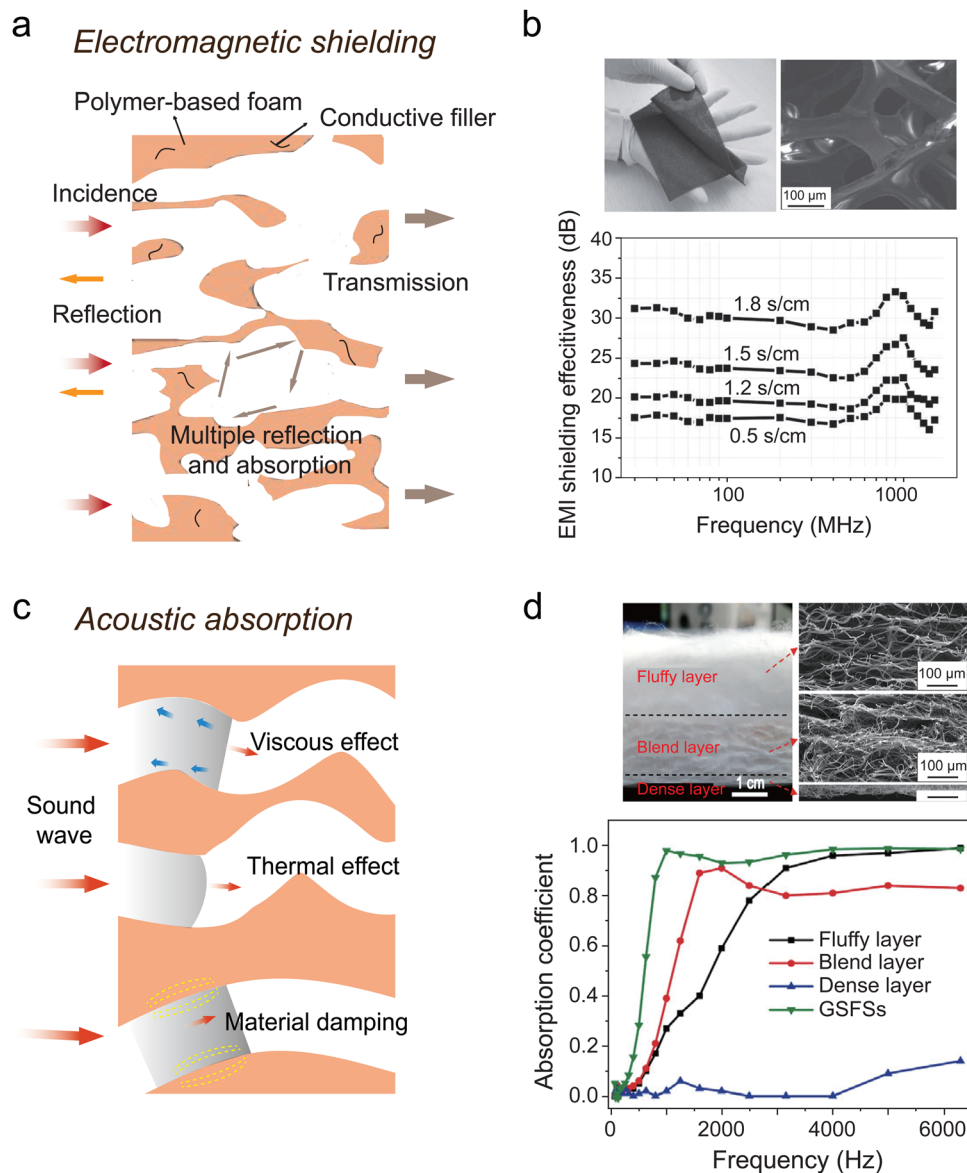 a
Electromagnetic shielding
Polymer-based foam
Conductive filler
Incidence
Transmission
Reflection
Multiple reflection
and absorption
b
100 µm
EMI shielding effecitiveness (dB)
40
35
30
25
20
15
10
1.8 s/cm
1.5 s/cm
1.2 s/cm
0.5 s/cm
100
1000
Frequency (MHz)
c
Acoustic absorption
Viscous effect
Sound
wave
Thermal effect
Material damping
d
Fluffy layer
Blend layer
Dense layer
1 cm
100 µm
100 µm
Absorption coefficient
1.0
0.8
0.6
0.4
0.2
0.0
Fluffy layer
Blend layer
Dense layer
GSFSs
0
2000
4000
6000
Frequency (Hz)